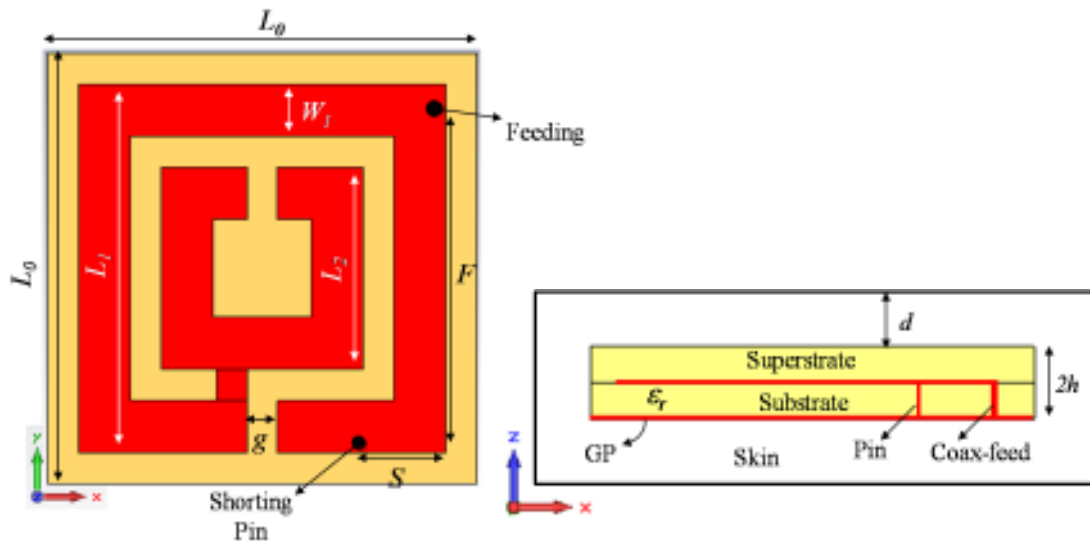 L₀
W₁
Feeding
L₁
L₂
F
L₀
g
S
Shorting
Pin
Y
X
d
Superstrate
2h
εᵣ
Substrate
GP
Skin
Pin
Coax-feed
Z
X